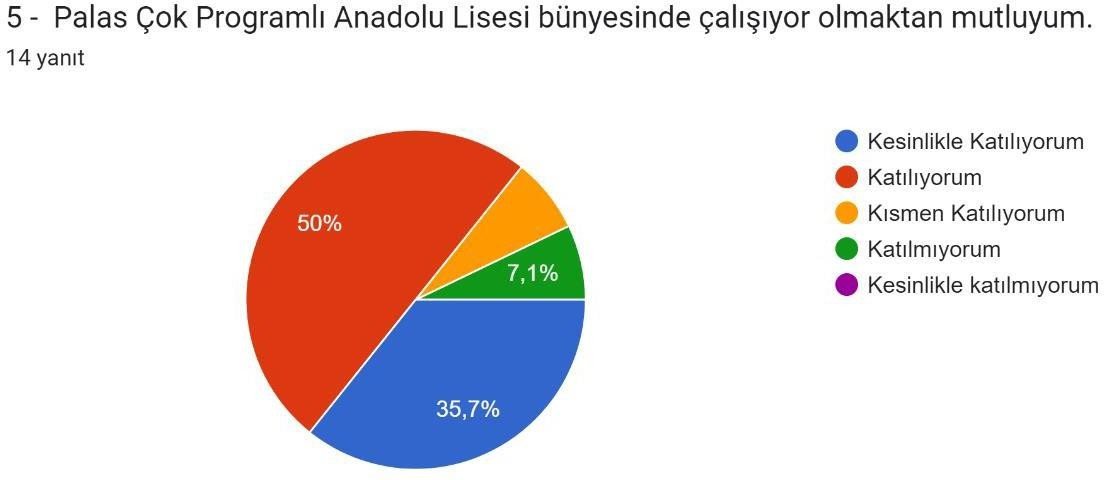 5 - Palas Çok Programlı Anadolu Lisesi bünyesinde çalışıyor olmaktan mutluyum.
14 yanıt
Kesinlikle Katılıyorum
Katılıyorum
Kısmen Katılıyorum
Katılmıyorum
Kesinlikle katılmıyorum
50%
7,1%
35,7%